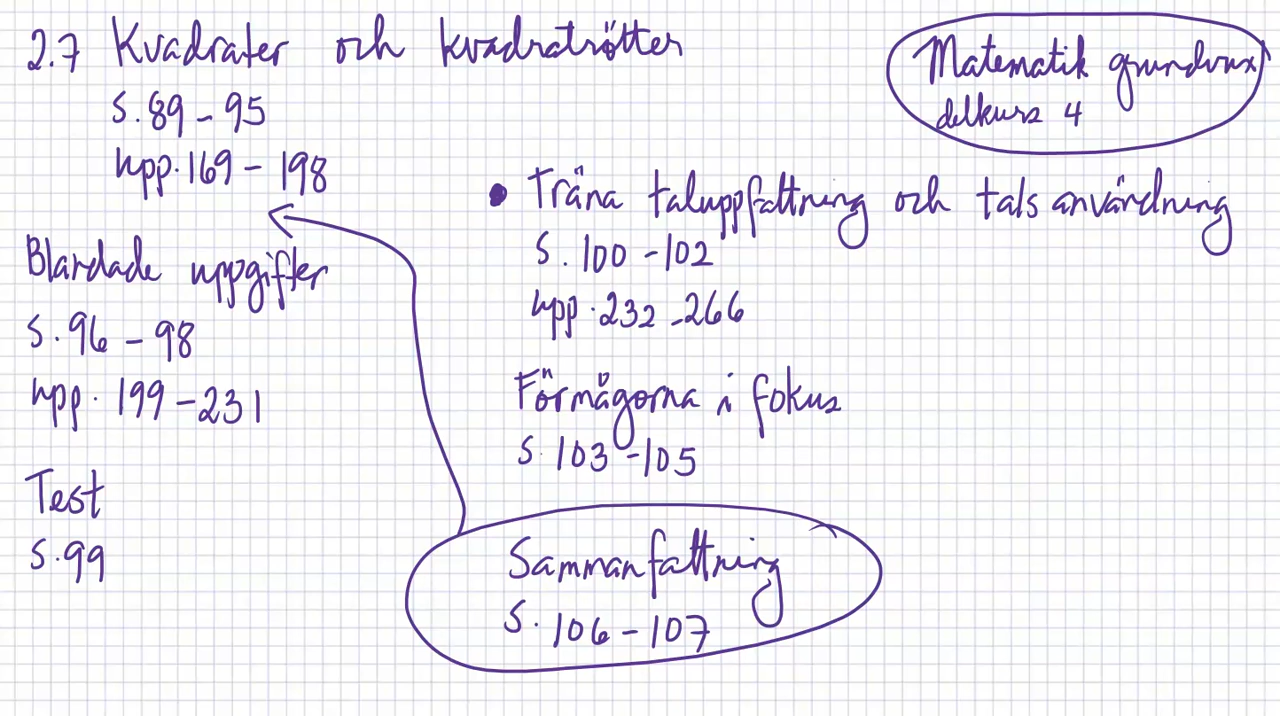 2.7 Kvadrater och kvadratrötter
s. 89 - 95
upp. 169 - 198
Blandade uppgifter
s. 96 - 98
upp. 199 - 231
Test
s. 99
Matematik grundvux
delkurs 4
• Träna taluppfattning och tals användning
s. 100 - 102
upp. 232 - 266
Förmågorna i fokus
s. 103 - 105
Sammanfattning
s. 106 - 107